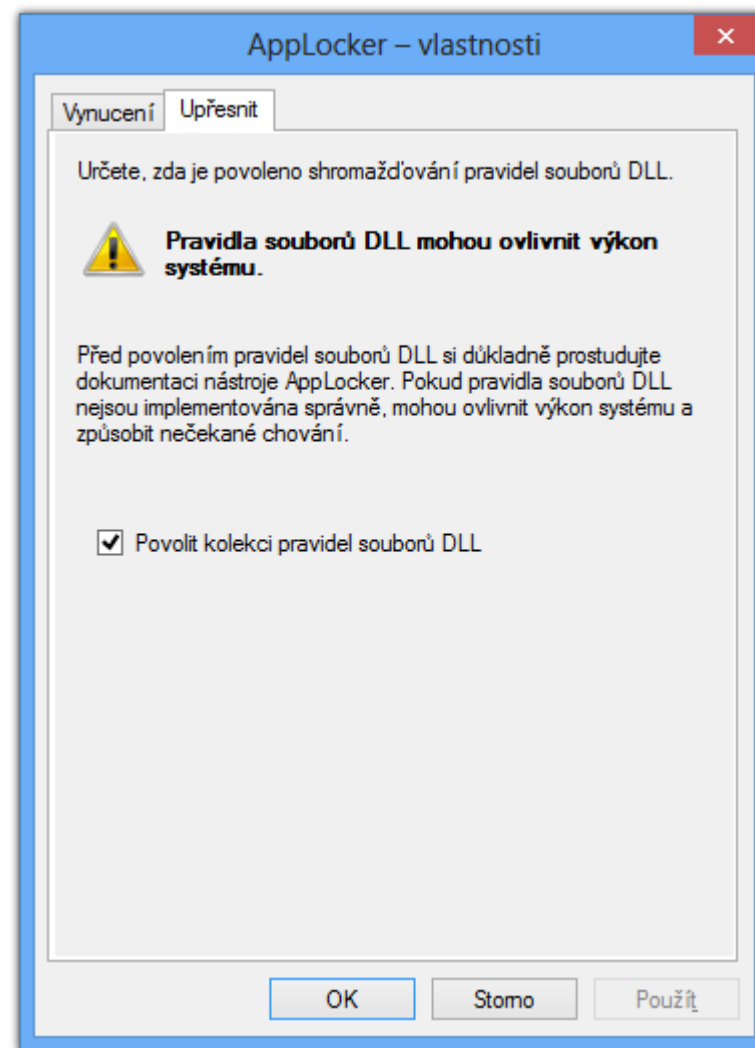 AppLocker – vlastnosti
Vynucení
Upřesnit
Určete, zda je povoleno shromažďování pravidel souborů DLL.
Pravidla souborů DLL mohou ovlivnit výkon
systému.
Před povolením pravidel souborů DLL si důkladně prostudujte
dokumentaci nástroje AppLocker. Pokud pravidla souborů DLL
nejsou implementována správně, mohou ovlivnit výkon systému a
způsobit nečekané chování.
Povolit kolekci pravidel souborů DLL
OK
Storno
Použít